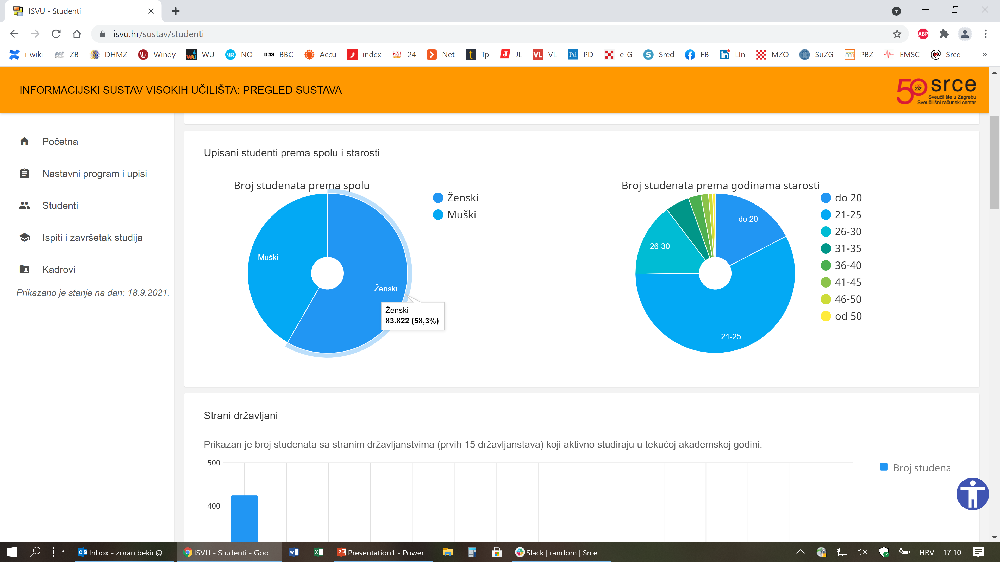 ISVU - Studenti
isvu.hr/sustav/studenti
ABP
i-wiki ZB DHMZ Windy WU NO BBC Accu index 24 Net Tp JL VL PD e-G Sred FB LIn MZO SuZG PBZ EMSC Srce
INFORMACIJSKI SUSTAV VISOKIH UČILIŠTA: PREGLED SUSTAVA
50 1971 2021 srce
Sveučilište u Zagrebu
Sveučilišni računski centar
Početna
Nastavni program i upisi
Studenti
Ispiti i završetak studija
Kadrovi
Prikazano je stanje na dan: 18.9.2021.
Upisani studenti prema spolu i starosti
Broj studenata prema spolu
Ženski
Muški
Muški
Ženski
Ženski
83.822 (58,3%)
Broj studenata prema godinama starosti
do 20
21-25
26-30
31-35
36-40
41-45
46-50
od 50
do 20
26-30
21-25
Strani državljani
Prikazan je broj studenata sa stranim državljanstvima (prvih 15 državljanstava) koji aktivno studiraju u tekućoj akademskoj godini.
500
400
Broj studena
Inbox - zoran.bekic@... ISVU - Studenti - Goo... Presentation1 - Power... Slack | random | Srce HRV 17:10